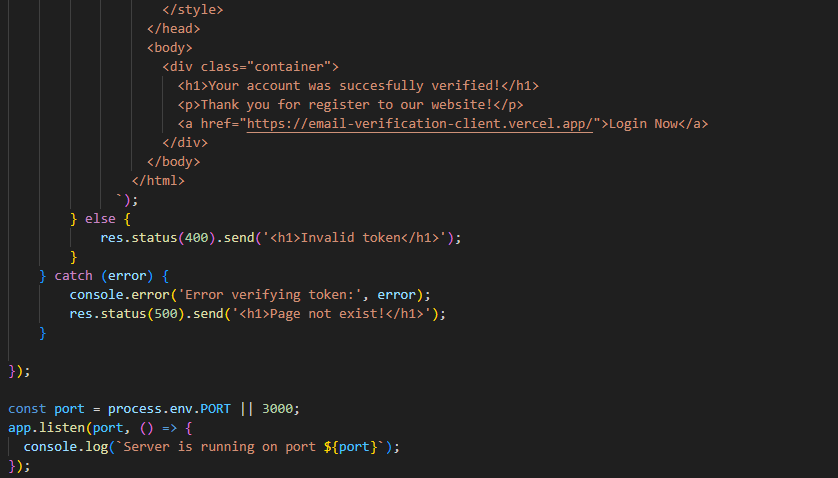 </style>
</head>
<body>
<div class="container">
<h1>Your account was succesfully verified!</h1>
<p>Thank you for register to our website!</p>
<a href="https://email-verification-client.vercel.app/">Login Now</a>
</div>
</body>
</html>
`);
} else {
res.status(400).send('<h1>Invalid token</h1>');
}
} catch (error) {
console.error('Error verifying token:', error);
res.status(500).send('<h1>Page not exist!</h1>');
}
});
const port = process.env.PORT || 3000;
app.listen(port, () => {
console.log(`Server is running on port ${port}`);
});